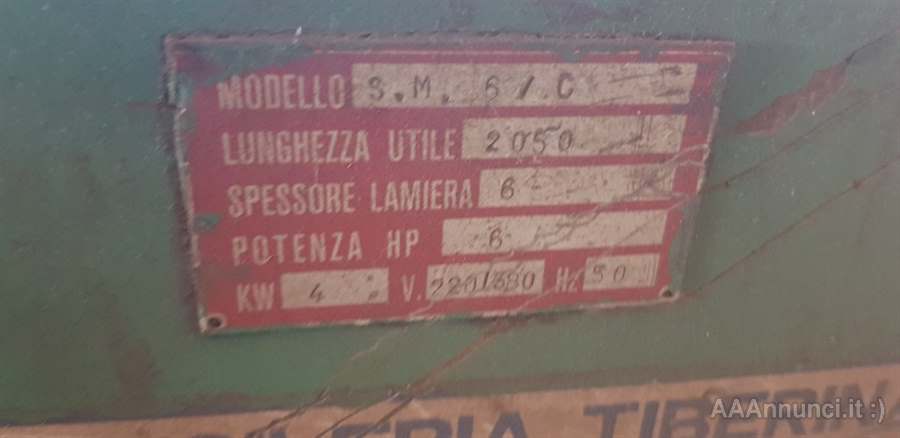 MODELLO S.M. 6/C
LUNGHEZZA UTILE 2050
SPESSORE LAMIERA 6
POTENZA HP 6
KW 4 V. 220/380 Hz 50
TIBERINA
AAAnnunci.it :)